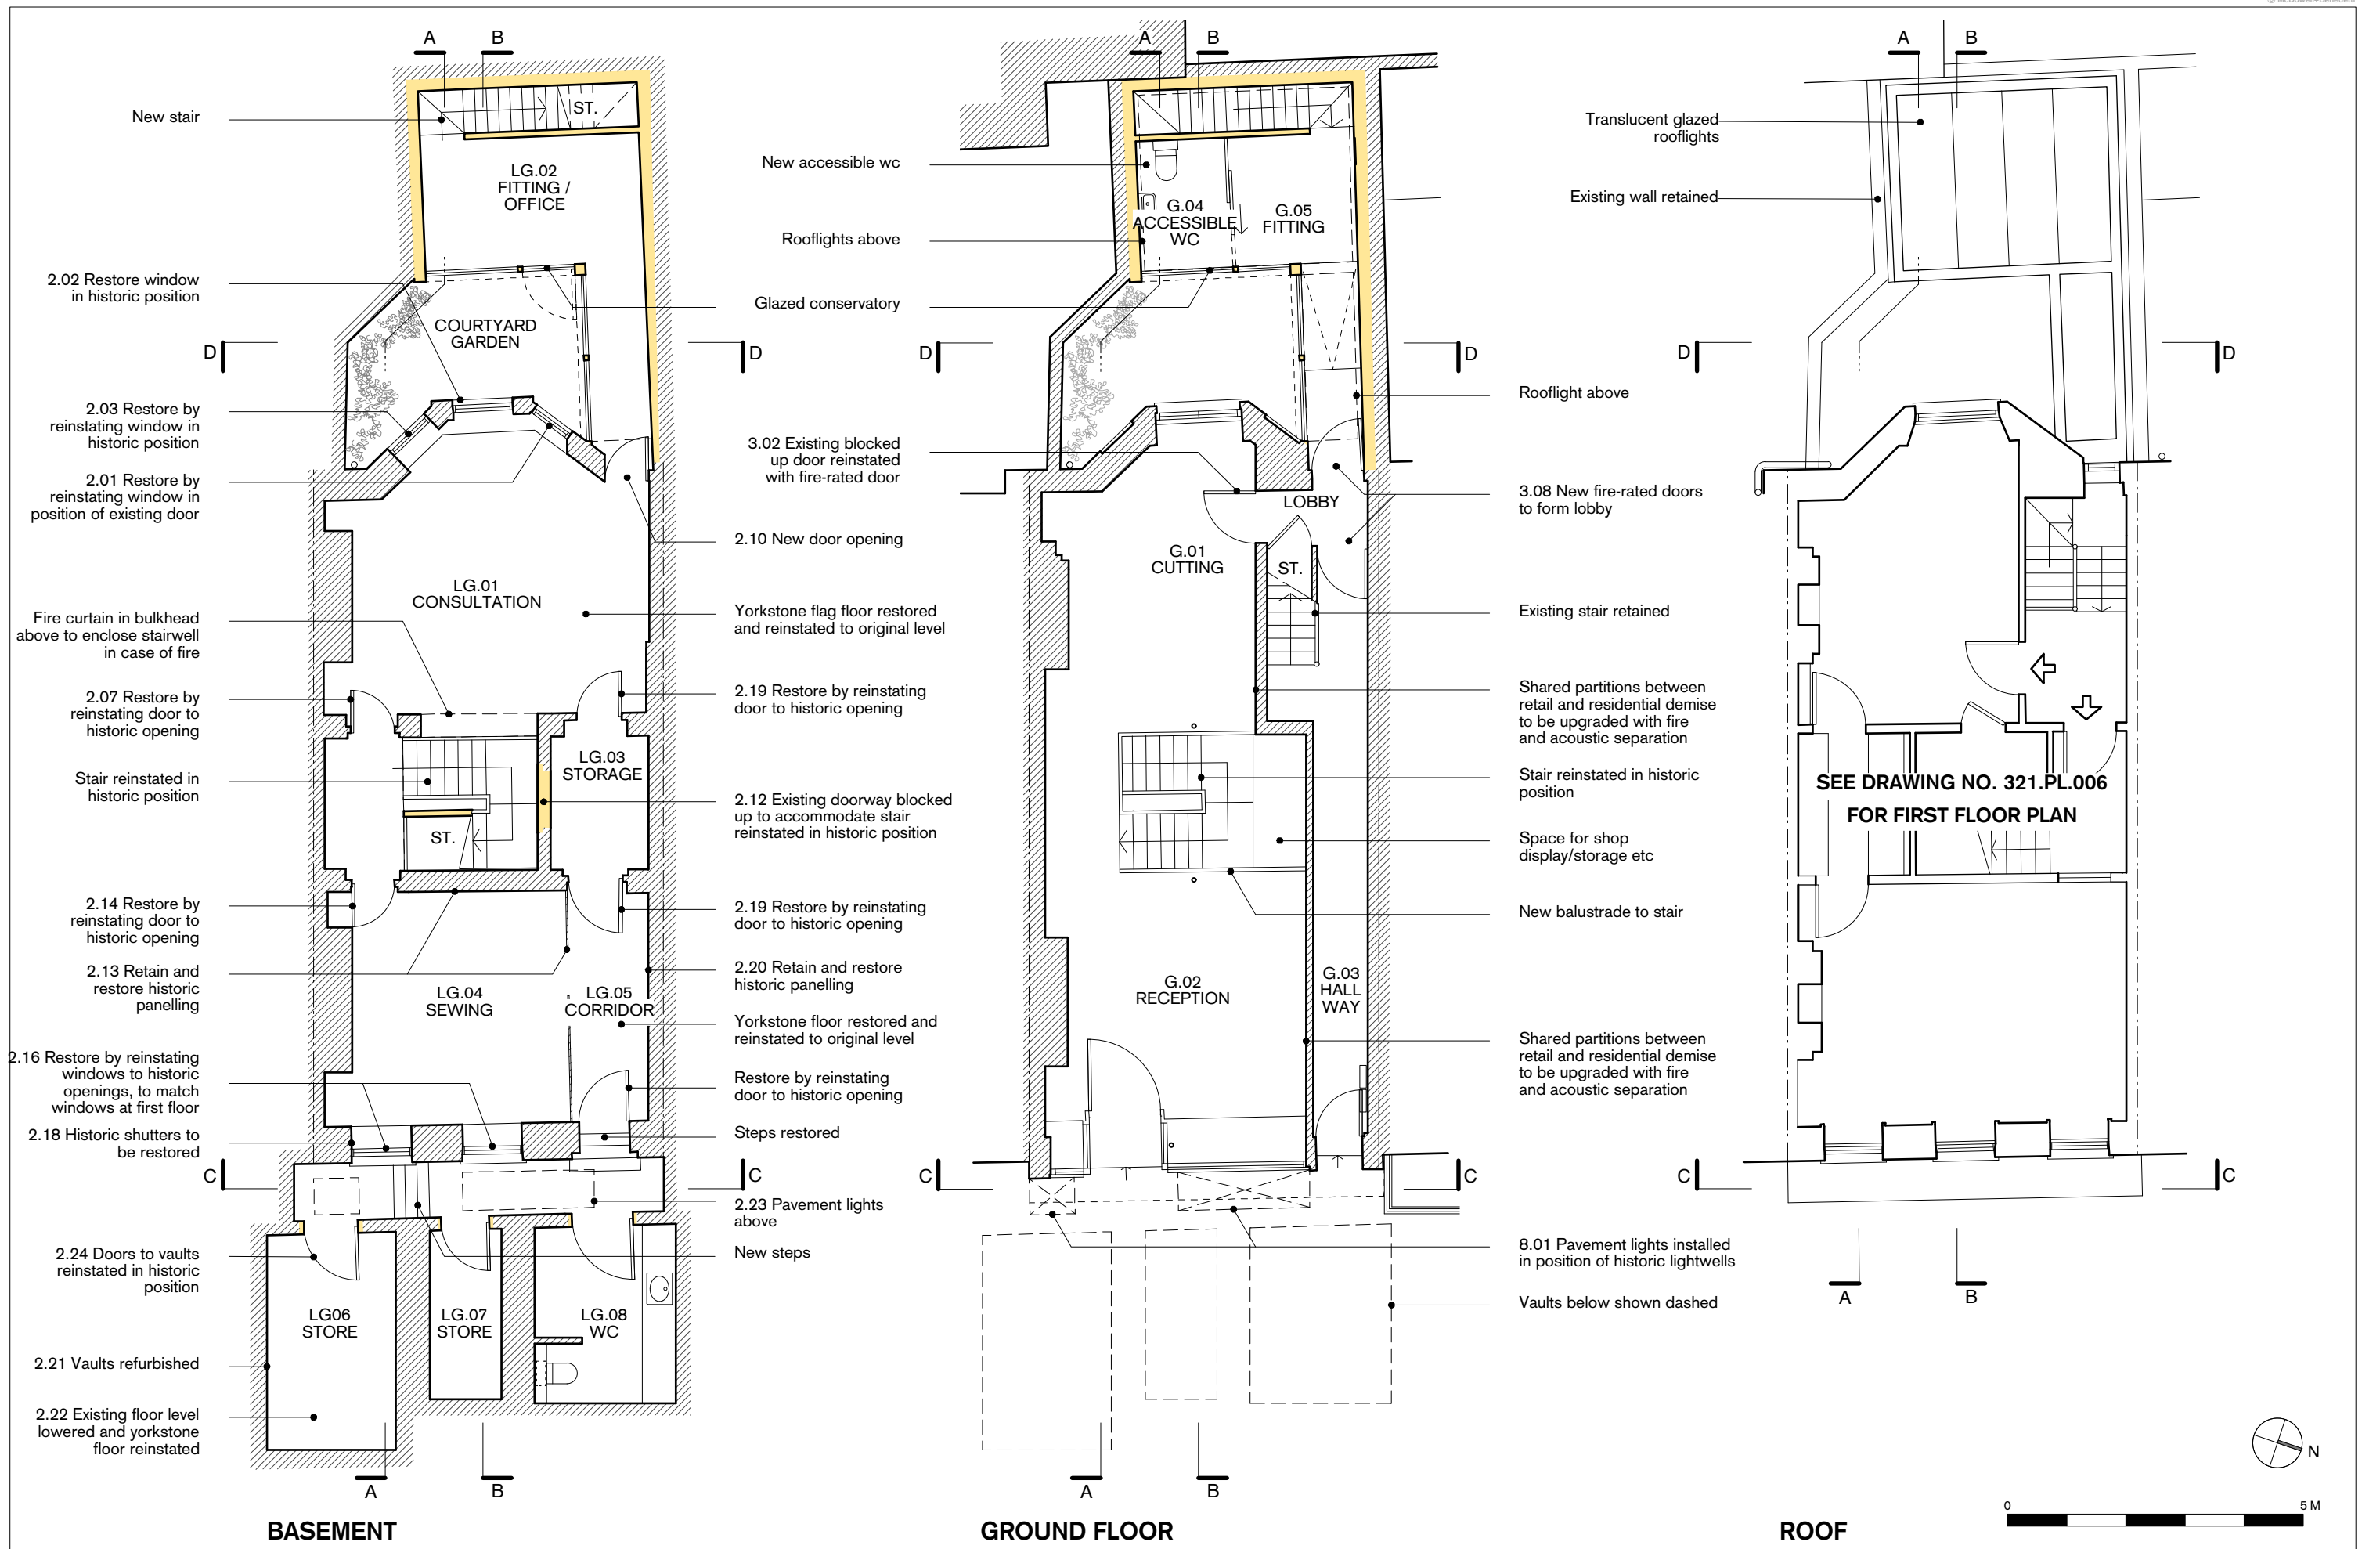 © McDowell+Benedetti
A
B
New stair
ST.
LG.02
FITTING /
OFFICE
2.02 Restore window
in historic position
COURTYARD
GARDEN
D
D
2.03 Restore by
reinstating window in
historic position
2.01 Restore by
reinstating window in
position of existing door
2.10 New door opening
LG.01
CONSULTATION
Fire curtain in bulkhead
above to enclose stairwell
in case of fire
Yorkstone flag floor restored
and reinstated to original level
2.07 Restore by
reinstating door to
historic opening
2.19 Restore by reinstating
door to historic opening
LG.03
STORAGE
Stair reinstated in
historic position
2.12 Existing doorway blocked
up to accommodate stair
reinstated in historic position
ST.
2.14 Restore by
reinstating door to
historic opening
2.19 Restore by reinstating
door to historic opening
2.13 Retain and
restore historic
panelling
2.20 Retain and restore
historic panelling
LG.04
SEWING
LG.05
CORRIDOR
Yorkstone floor restored and
reinstated to original level
2.16 Restore by reinstating
windows to historic
openings, to match
windows at first floor
Restore by reinstating
door to historic opening
2.18 Historic shutters to
be restored
Steps restored
C
C
2.23 Pavement lights
above
New steps
2.24 Doors to vaults
reinstated in historic
position
LG06
STORE
LG.07
STORE
LG.08
WC
2.21 Vaults refurbished
2.22 Existing floor level
lowered and yorkstone
floor reinstated
A
B
BASEMENT
A
B
New accessible wc
G.04
ACCESSIBLE
WC
G.05
FITTING
Rooflights above
Glazed conservatory
D
D
Rooflight above
3.02 Existing blocked
up door reinstated
with fire-rated door
LOBBY
3.08 New fire-rated doors
to form lobby
G.01
CUTTING
ST.
Existing stair retained
Shared partitions between
retail and residential demise
to be upgraded with fire
and acoustic separation
Stair reinstated in historic
position
Space for shop
display/storage etc
New balustrade to stair
G.02
RECEPTION
G.03
HALL
WAY
Shared partitions between
retail and residential demise
to be upgraded with fire
and acoustic separation
C
C
8.01 Pavement lights installed
in position of historic lightwells
Vaults below shown dashed
A
B
GROUND FLOOR
A
B
Translucent glazed
rooflights
Existing wall retained
D
D
SEE DRAWING NO. 321.PL.006
FOR FIRST FLOOR PLAN
C
C
A
B
N
0
5 M
ROOF